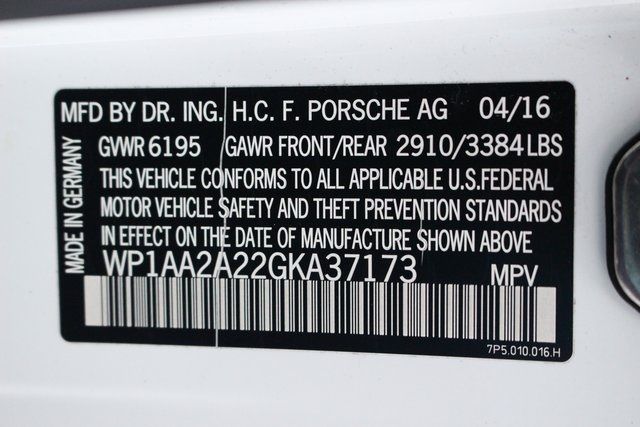 MFD BY DR. ING. H.C. F. PORSCHE AG 04/16
GVWR 6195 GAWR FRONT/REAR 2910/3384 LBS
THIS VEHICLE CONFORMS TO ALL APPLICABLE U.S.FEDERAL
MOTOR VEHICLE SAFETY AND THEFT PREVENTION STANDARDS
IN EFFECT ON THE DATE OF MANUFACTURE SHOWN ABOVE
WP1AA2A22GKA37173 MPV
7P5.010.016.H
MADE IN GERMANY